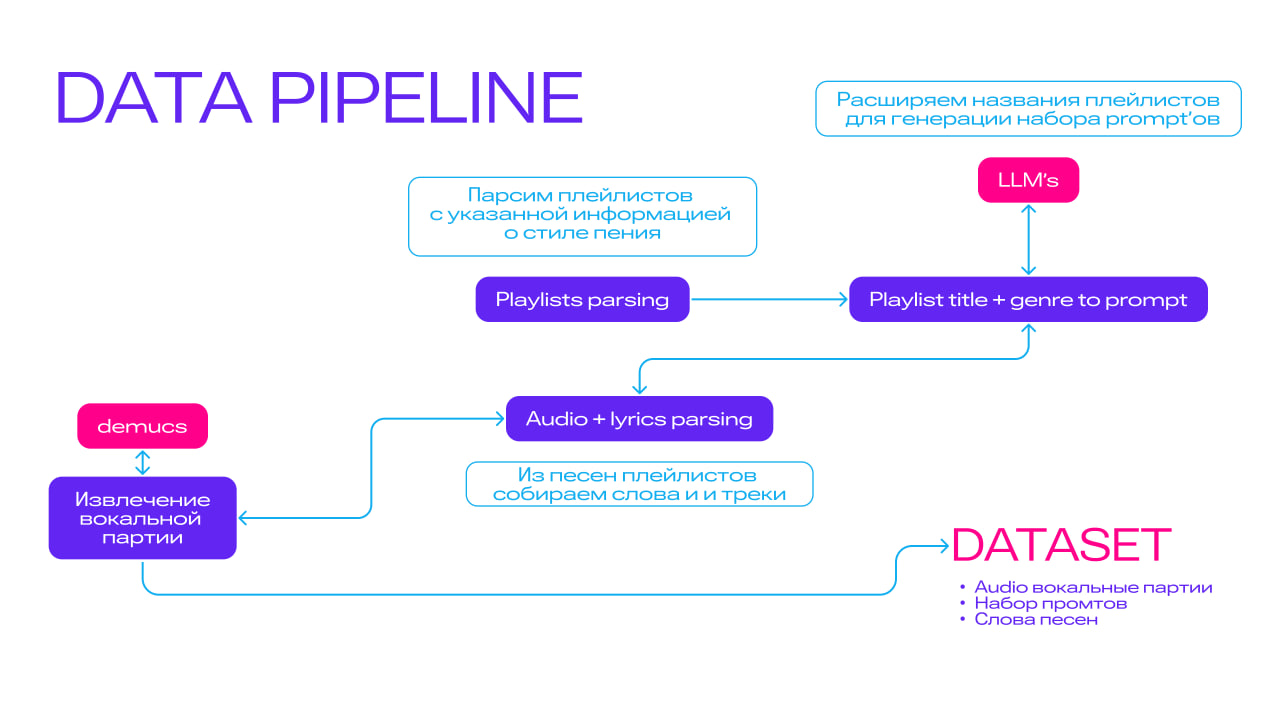 DATA PIPELINE
Расширяем названия плейлистов
для генерации набора prompt'ов
LLM's
Парсим плейлистов
с указанной информацией
о стиле пения
Playlists parsing
Playlist title + genre to prompt
demucs
Audio + lyrics parsing
Из песен плейлистов
собираем слова и и треки
Извлечение
вокальной
партии
DATASET
• Audio вокальные партии
• Набор промтов
• Слова песен